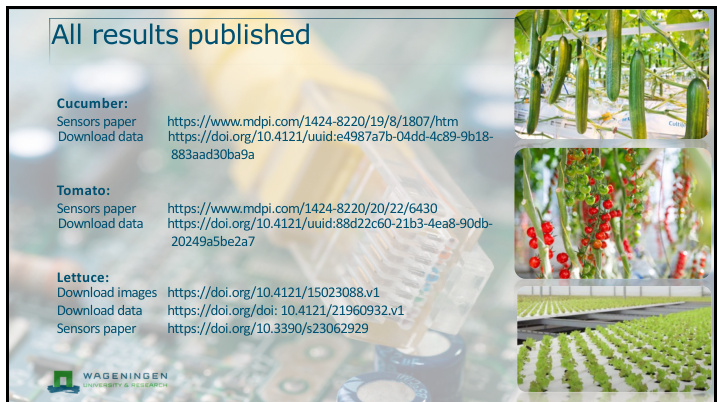 All results published
Cucumber:
Sensors paper https://www.mdpi.com/1424-8220/19/8/1807/htm
Download data https://doi.org/10.4121/uuid:e4987a7b-04dd-4c89-9b18-
883aad30ba9a
Tomato:
Sensors paper https://www.mdpi.com/1424-8220/20/22/6430
Download data https://doi.org/10.4121/uuid:88d22c60-21b3-4ea8-90db-
20249a5be2a7
Lettuce:
Download images https://doi.org/10.4121/15023088.v1
Download data https://doi.org/doi: 10.4121/21960932.v1
Sensors paper https://doi.org/10.3390/s23062929
WAGENINGEN
UNIVERSITY & RESEARCH